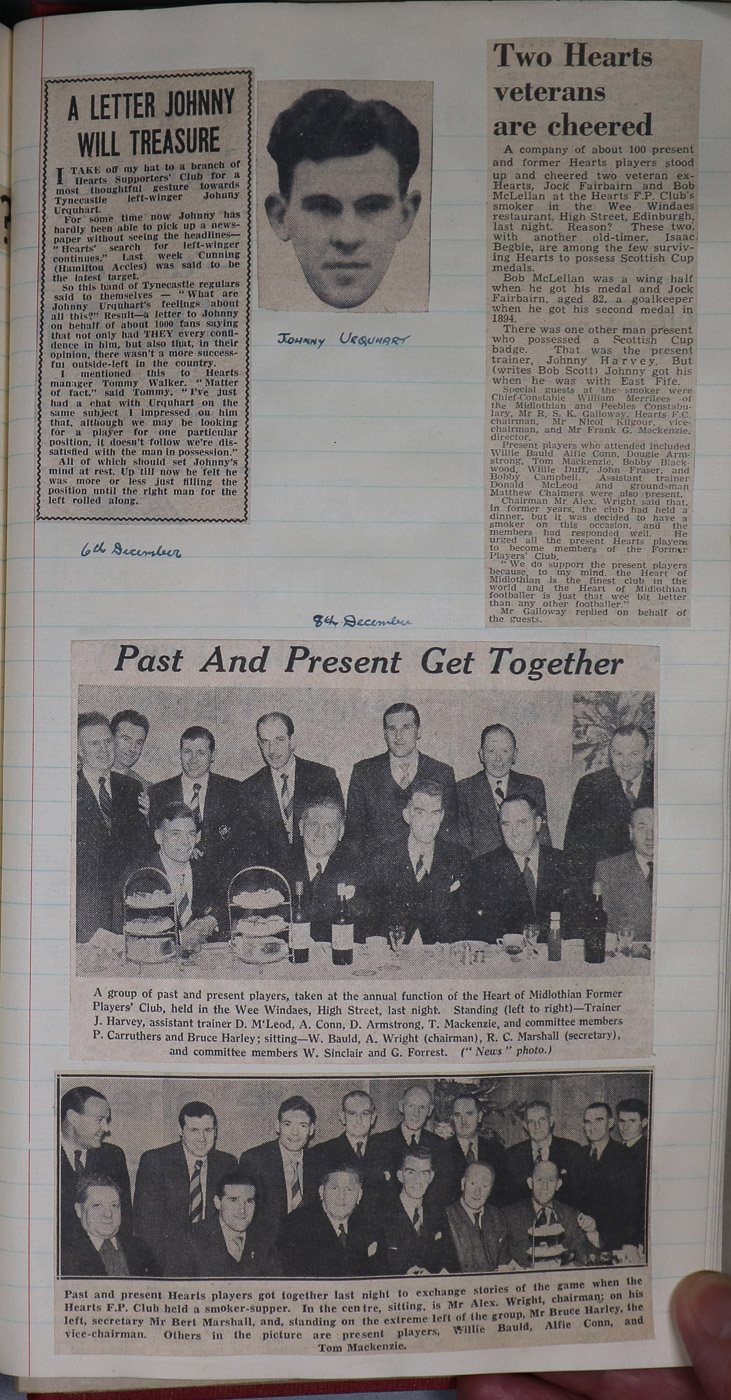 A LETTER JOHNNY
WILL TREASURE
I TAKE off my hat to a branch of
Hearts Supporters' Club for a
most thoughtful gesture towards
Tynecastle left-winger Johnny
Urquhart.
For some time now Johnny has
hardly been able to pick up a news-
paper without seeing the headlines—
"Hearts' search for left-winger
continues." Last week Cunning
(Hamilton Accies) was said to be
the latest target.
So this band of Tynecastle regulars
said to themselves — "What are
Johnny Urquhart's feelings about
all this?" Result—a letter to Johnny
on behalf of about 1000 fans saying
that not only had THEY every confi-
dence in him, but also that, in their
opinion, there wasn't a more success-
ful outside-left in the country.
I mentioned this to Hearts
manager Tommy Walker. "Matter
of fact," said Tommy, "I've just
had a chat with Urquhart on the
same subject I impressed on him
that, although we may be looking
for a player for one particular
position, it doesn't follow we're dis-
satisfied with the man in possession."
All of which should set Johnny's
mind at rest. Up till now he felt he
was more or less just filling the
position until the right man for the
left rolled along.
6th December
JOHNNY URQUHART
Two Hearts
veterans
are cheered
A company of about 100 present
and former Hearts players stood
up and cheered two veteran ex-
Hearts, Jock Fairbairn and Bob
McLellan at the Hearts F.P. Club's
smoker in the Wee Windaes
restaurant, High Street, Edinburgh,
last night. Reason? These two,
with another old-timer, Isaac
Begbie, are among the few surviv-
ing Hearts to possess Scottish Cup
medals.
Bob McLellan was a wing half
when he got his medal and Jock
Fairbairn, aged 82, a goalkeeper
when he got his second medal in
1894.
There was one other man present
who possessed a Scottish Cup
badge. That was the present
trainer, Johnny Harvey. But
(writes Bob Scott) Johnny got his
when he was with East Fife.
Special guests at the smoker were
Chief-Constable William Merrilees of
the Midlothian and Peebles Constabu-
lary, Mr R. S. K. Galloway, Hearts F.C.
chairman, Mr Nicol Kilgour, vice-
chairman, and Mr Frank G. Mackenzie,
director.
Present players who attended included
Willie Bauld Alfie Conn, Dougie Arm-
strong, Tom Mackenzie, Bobby Black-
wood, Willie Duff, John Fraser, and
Bobby Campbell. Assistant trainer
Donald McLeod and groundsman
Matthew Chalmers were also present.
Chairman Mr Alex. Wright said that,
in former years, the club had held a
dinner, but it was decided to have a
smoker on this occasion, and the
members had responded well. He
urged all the present Hearts players
to become members of the Former
Players' Club.
"We do support the present players
because, to my mind, the Heart of
Midlothian is the finest club in the
world and the Heart of Midlothian
footballer is just that wee bit better
than any other footballer."
Mr Galloway replied on behalf of
the guests.
8th December
Past And Present Get Together
A group of past and present players, taken at the annual function of the Heart of Midlothian Former
Players' Club, held in the Wee Windaes, High Street, last night. Standing (left to right)—Trainer
J. Harvey, assistant trainer D. M'Leod, A. Conn, D. Armstrong, T. Mackenzie, and committee members
P. Carruthers and Bruce Harley; sitting—W. Bauld, A. Wright (chairman), R. C. Marshall (secretary),
and committee members W. Sinclair and G. Forrest. ("News" photo.)
Past and present Hearts players got together last night to exchange stories of the game when the
Hearts F.P. Club held a smoker-supper. In the centre, sitting, is Mr Alex. Wright, chairman; on his
left, secretary Mr Bert Marshall, and, standing on the extreme left of the group, Mr Bruce Harley, the
vice-chairman. Others in the picture are present players, Willie Bauld, Alfie Conn, and
Tom Mackenzie.